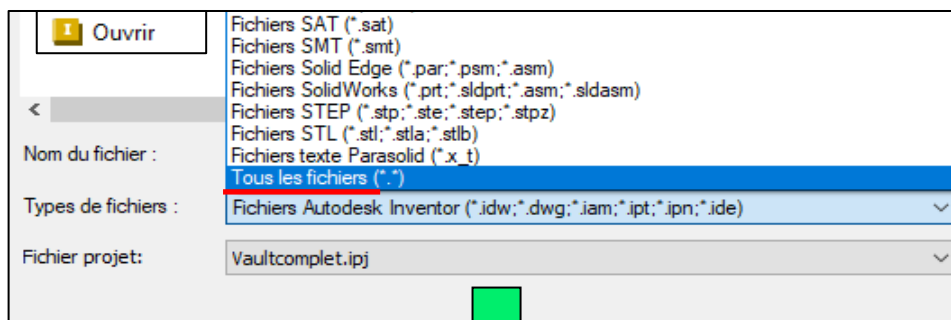 Ouvrir
Fichiers SAT (*.sat)
Fichiers SMT (*.smt)
Fichiers Solid Edge (*.par;*.psm;*.asm)
Fichiers SolidWorks (*.prt;*.sldprt;*.asm;*.sldasm)
Fichiers STEP (*.stp;*.ste;*.step;*.stpz)
Fichiers STL (*.stl;*.stla;*.stlb)
Nom du fichier :
Fichiers texte Parasolid (*.x_t)
Tous les fichiers (*.*)
Types de fichiers :
Fichiers Autodesk Inventor (*.idw;*.dwg;*.iam;*.ipt;*.ipn;*.ide)
Fichier projet:
Vaultcomplet.ipj